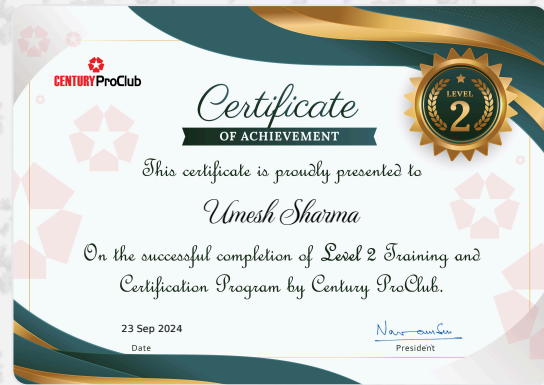 CENTURY ProClub
Certificate
OF ACHIEVEMENT
LEVEL
2
This certificate is proudly presented to
Umesh Sharma
On the successful completion of Level 2 Training and
Certification Program by Century ProClub.
23 Sep 2024
Date
President